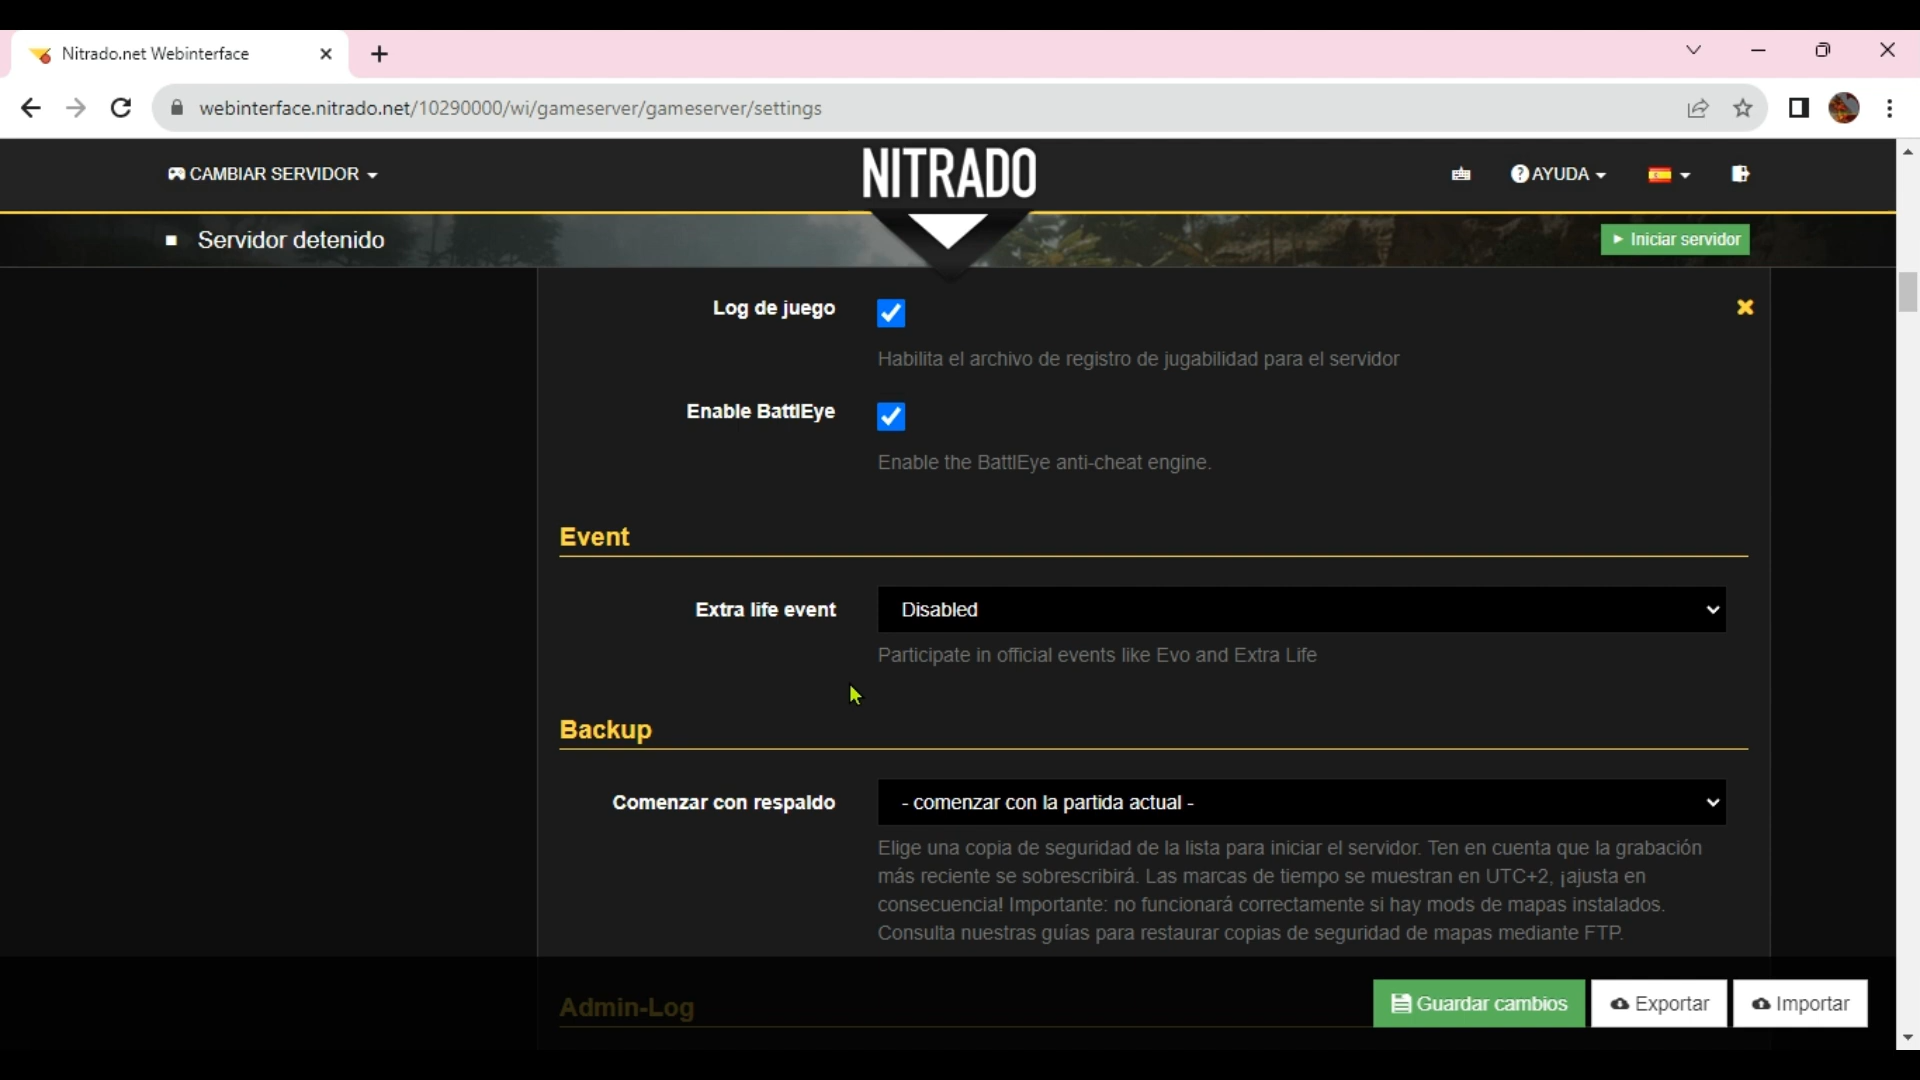 Nitrado.net Webinterface
webinterface.nitrado.net/10290000/wi/gameserver/gameserver/settings
CAMBIAR SERVIDOR
NITRADO
AYUDA
Servidor detenido
Iniciar servidor
Log de juego
Habilita el archivo de registro de jugabilidad para el servidor
Enable BattlEye
Enable the BattlEye anti-cheat engine.
Event
Extra life event
Disabled
Participate in official events like Evo and Extra Life
Backup
Comenzar con respaldo
- comenzar con la partida actual -
Elige una copia de seguridad de la lista para iniciar el servidor. Ten en cuenta que la grabación
más reciente se sobrescribirá. Las marcas de tiempo se muestran en UTC+2, ¡ajusta en
consecuencia! Importante: no funcionará correctamente si hay mods de mapas instalados.
Consulta nuestras guías para restaurar copias de seguridad de mapas mediante FTP.
Admin-Log
Guardar cambios
Exportar
Importar